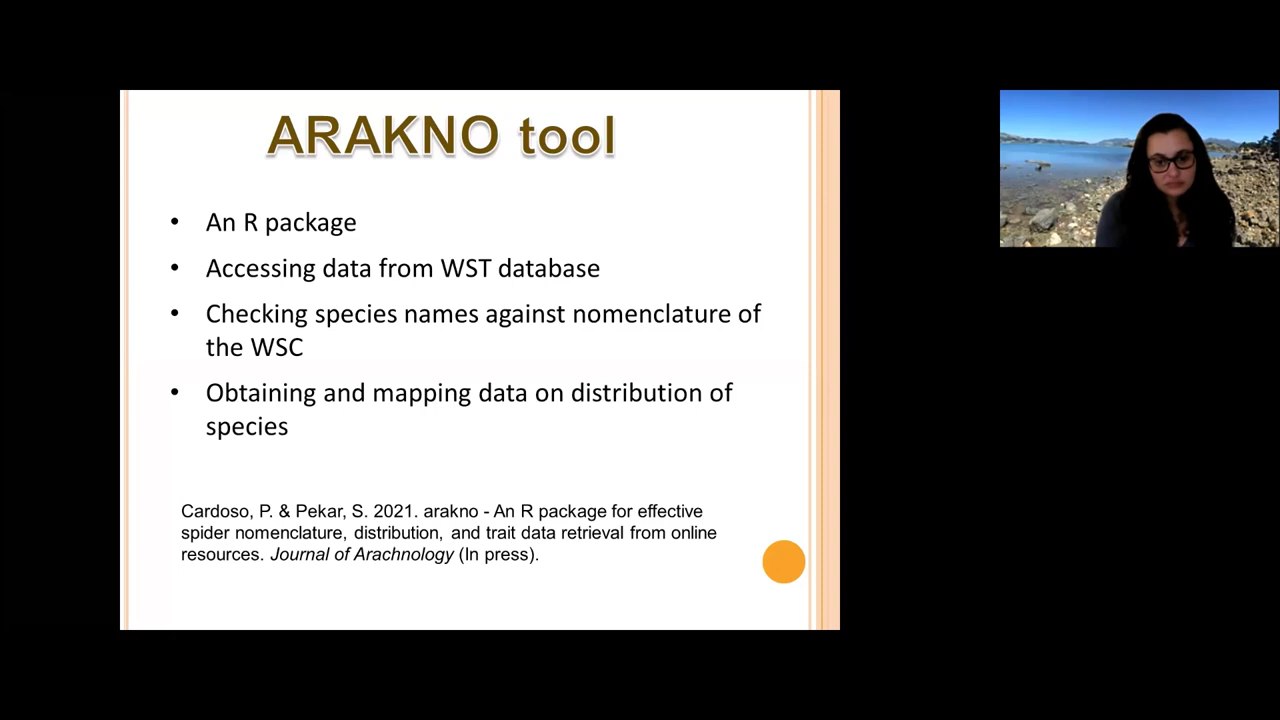 ARAKNO tool
• An R package
• Accessing data from WST database
• Checking species names against nomenclature of
the WSC
• Obtaining and mapping data on distribution of
species
Cardoso, P. & Pekar, S. 2021. arakno - An R package for effective
spider nomenclature, distribution, and trait data retrieval from online
resources. Journal of Arachnology (In press).